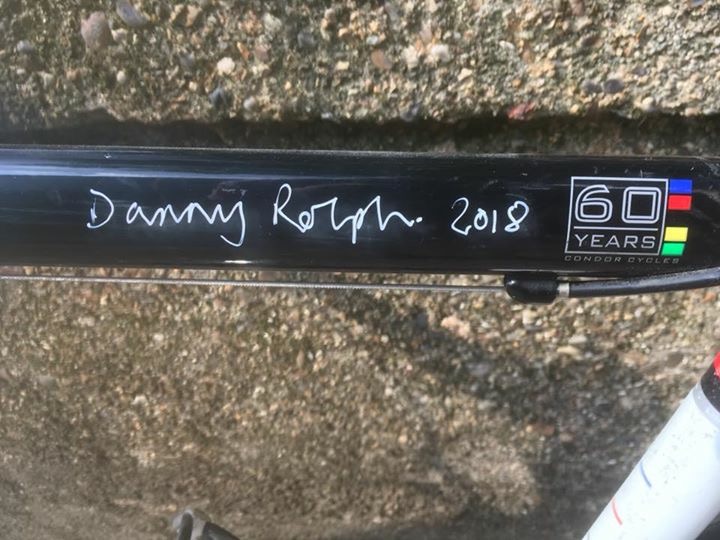 Danny Rolph. 2018
60
YEARS
CONDOR CYCLES